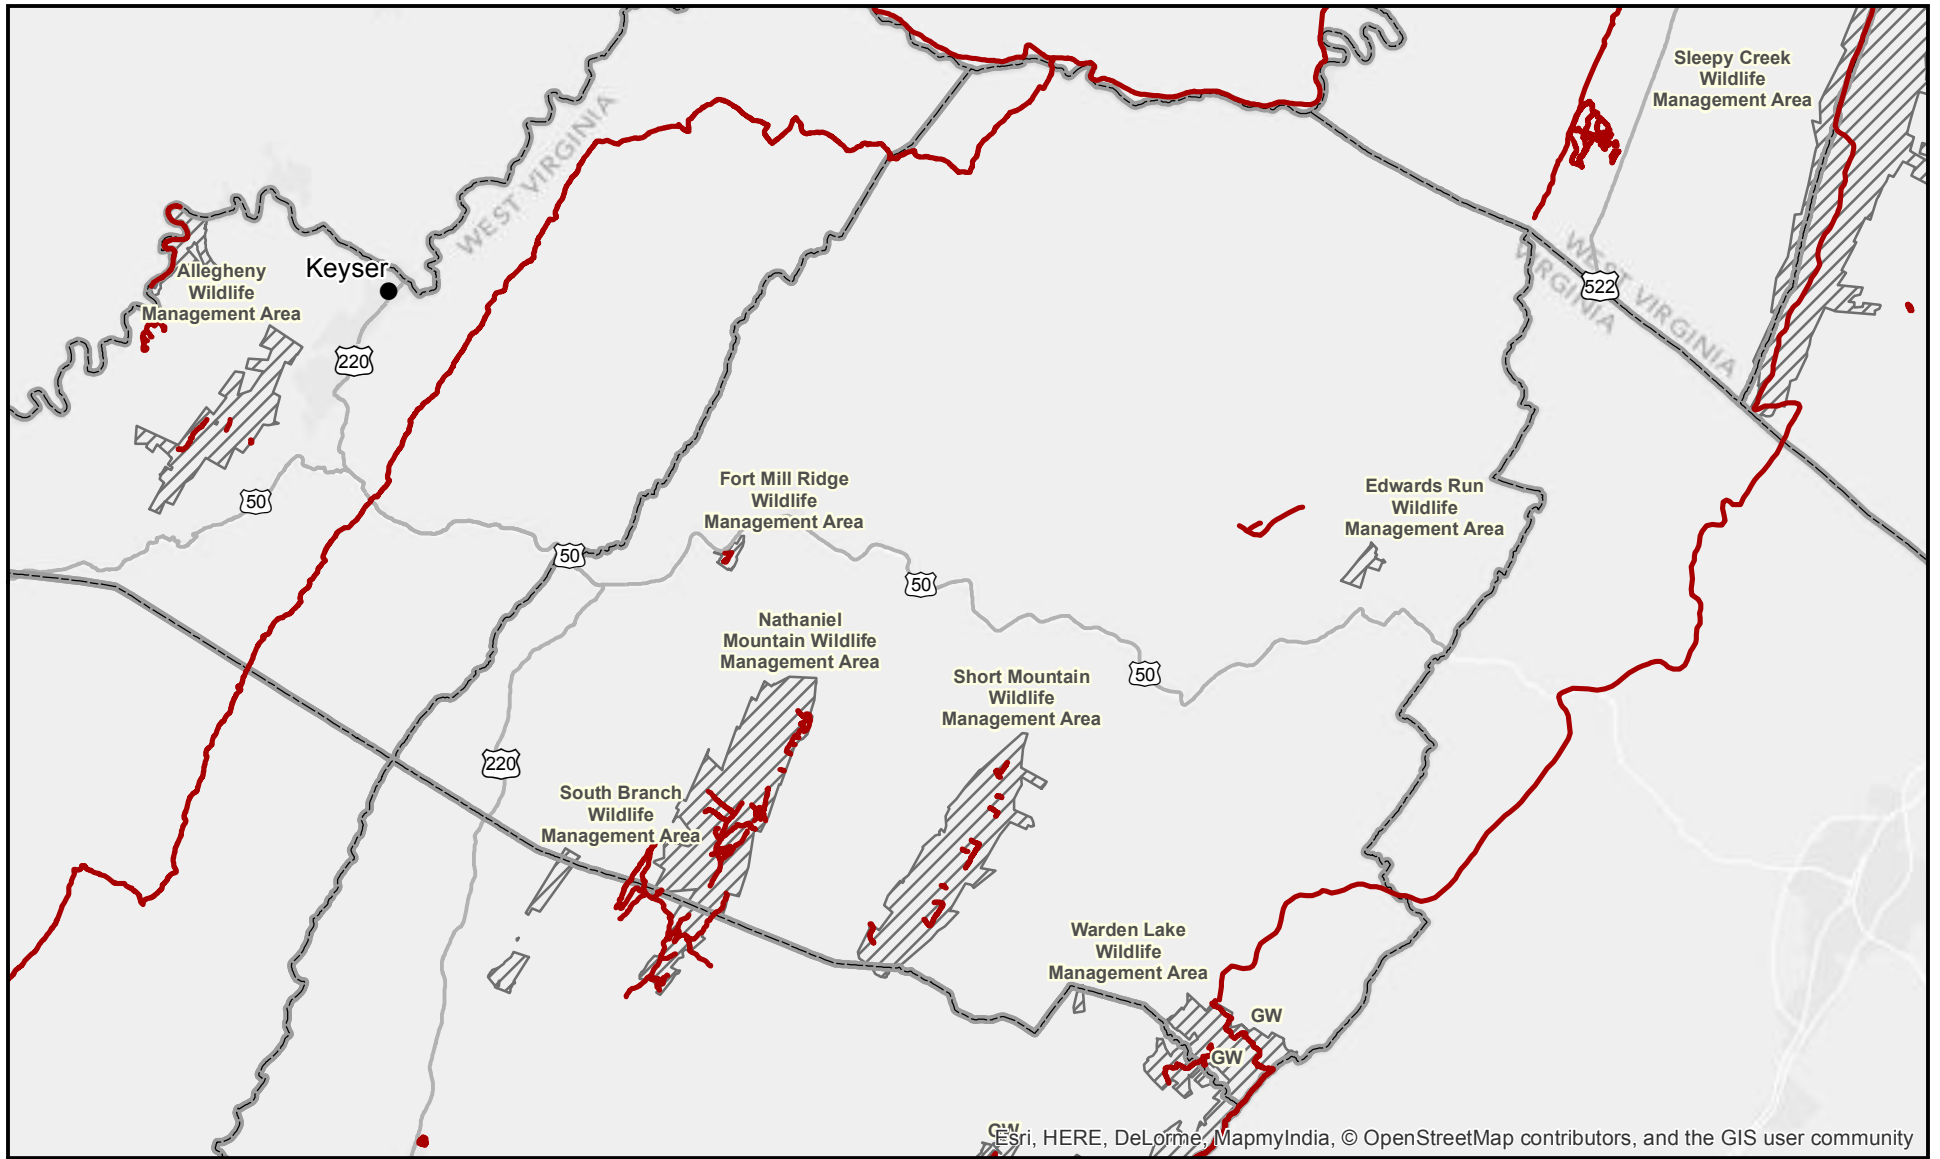 Sleepy Creek
Wildlife
Management Area
WEST VIRGINIA
Allegheny
Wildlife
Management Area
Keyser
WEST VIRGINIA
VIRGINIA
522
220
50
Fort Mill Ridge
Wildlife
Management Area
Edwards Run
Wildlife
Management Area
50
50
Nathaniel
Mountain Wildlife
Management Area
Short Mountain
Wildlife
Management Area
50
220
South Branch
Wildlife
Management Area
Warden Lake
Wildlife
Management Area
GW
GW
GW
Esri, HERE, DeLorme, MapmyIndia, © OpenStreetMap contributors, and the GIS user community